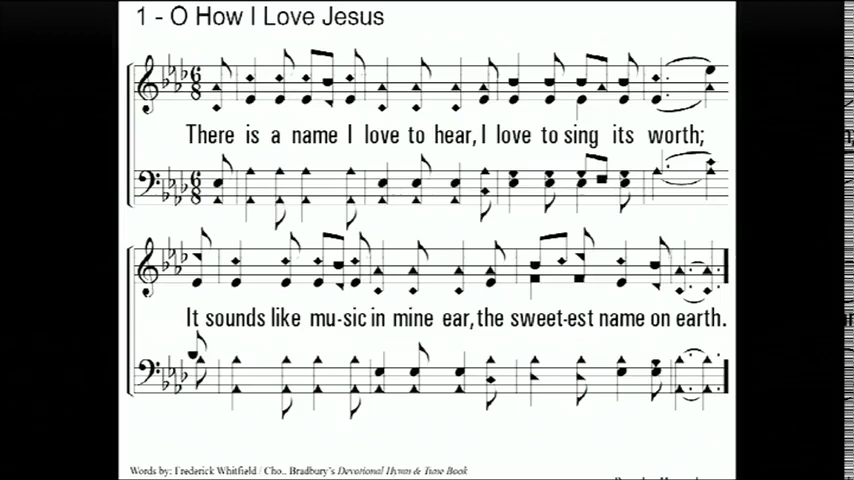 1 - O How I Love Jesus
There is a name I love to hear, I love to sing its worth;
It sounds like mu-sic in mine ear, the sweet-est name on earth.
Words by: Frederick Whitfield / Cho.. Bradbury's Devotional Hymn & Tune Book